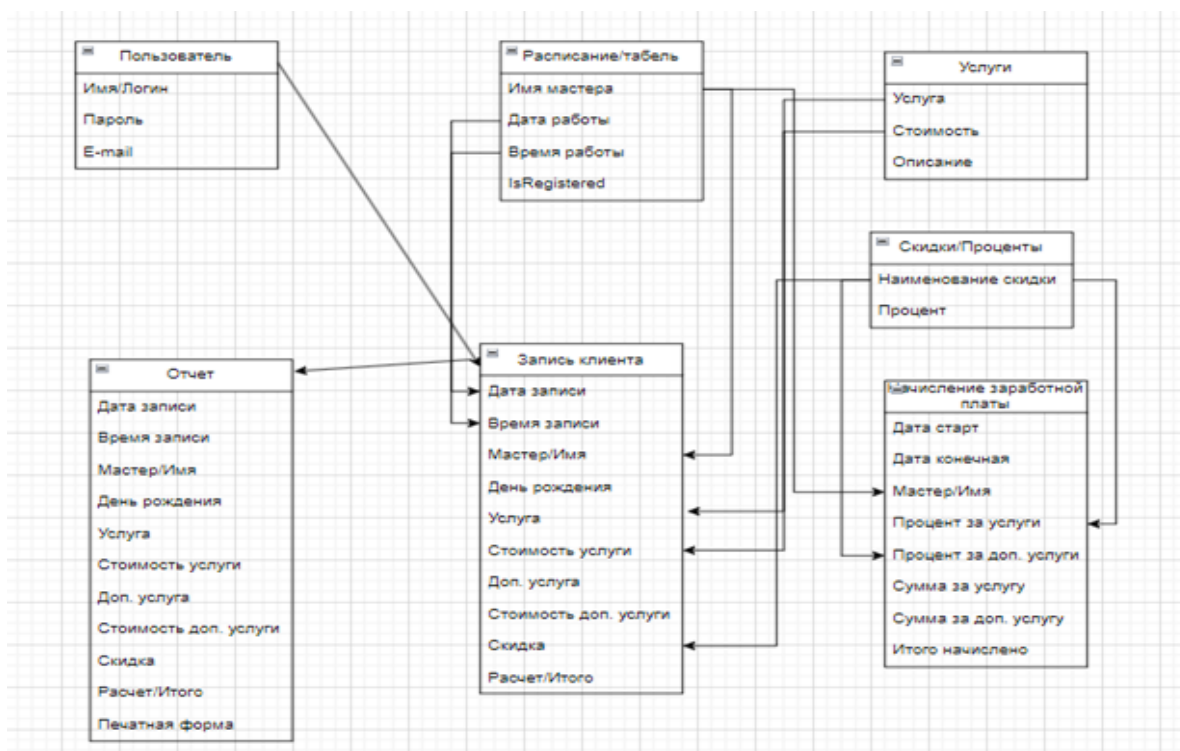 Пользователь
Имя/Логин
Пароль
E-mail
Расписание/табель
Имя мастера
Дата работы
Время работы
IsRegistered
Услуги
Услуга
Стоимость
Описание
Скидки/Проценты
Наименование скидки
Процент
Отчет
Дата записи
Время записи
Мастер/Имя
День рождения
Услуга
Стоимость услуги
Доп. услуга
Стоимость доп. услуги
Скидка
Расчет/Итого
Печатная форма
Запись клиента
Дата записи
Время записи
Мастер/Имя
День рождения
Услуга
Стоимость услуги
Доп. услуга
Стоимость доп. услуги
Скидка
Расчет/Итого
Начисление заработной
платы
Дата старт
Дата конечная
Мастер/Имя
Процент за услуги
Процент за доп. услуги
Сумма за услугу
Сумма за доп. услугу
Итого начислено